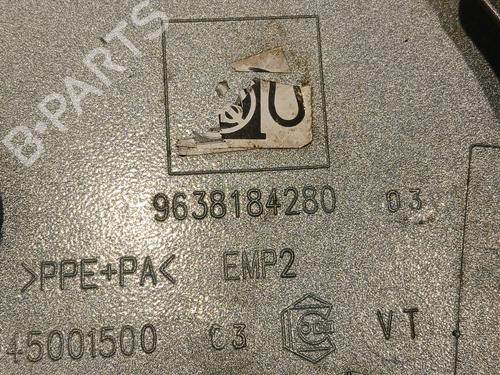 B-PARTS
9638184280 03
>PPE+PA< EMP2
45001500 C3 VT